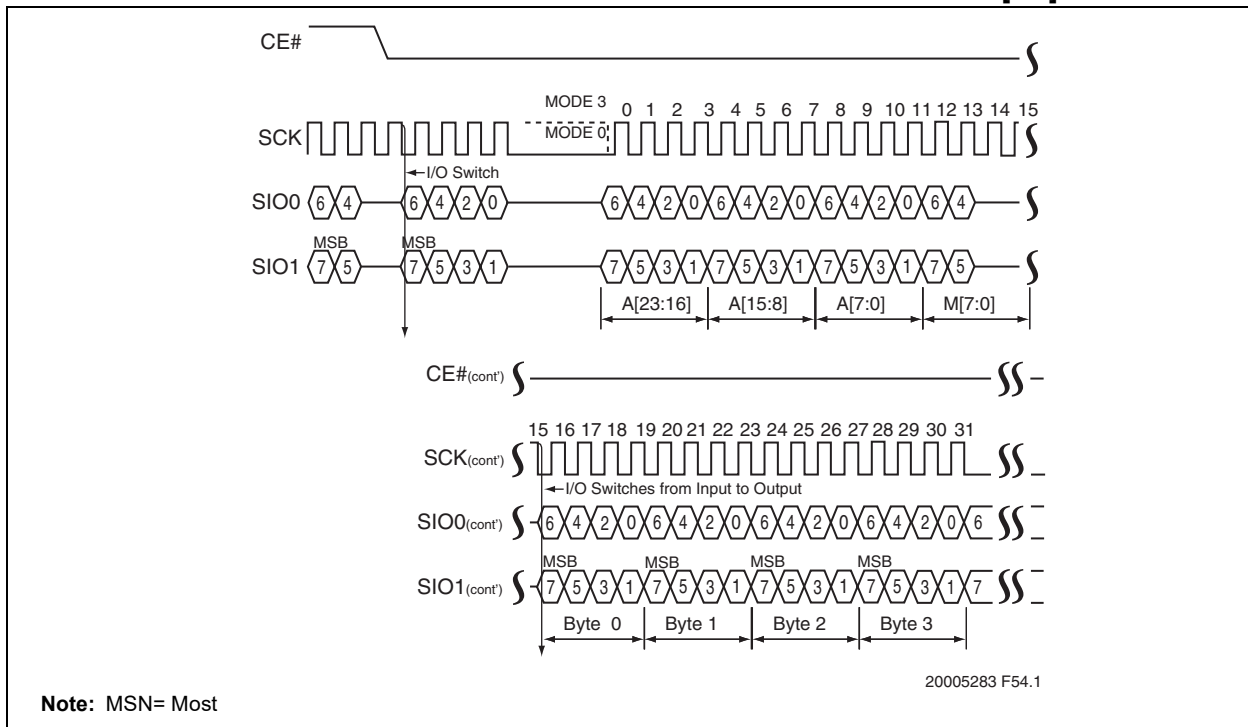 CE#
MODE 3
0 1 2 3 4 5 6 7 8 9 10 11 12 13 14 15
SCK
MODE 0
I/O Switch
SIO0 6 4 6 4 2 0 6 4 2 0 6 4 2 0 6 4 2 0 6 4
MSB MSB
SIO1 7 5 7 5 3 1 7 5 3 1 7 5 3 1 7 5 3 1 7 5
A[23:16] A[15:8] A[7:0] M[7:0]
CE#(cont')
15 16 17 18 19 20 21 22 23 24 25 26 27 28 29 30 31
SCK(cont')
I/O Switches from Input to Output
SIO0(cont') 6 4 2 0 6 4 2 0 6 4 2 0 6 4 2 0 6
MSB MSB MSB MSB
SIO1(cont') 7 5 3 1 7 5 3 1 7 5 3 1 7 5 3 1 7
Byte 0 Byte 1 Byte 2 Byte 3
20005283 F54.1
Note: MSN= Most